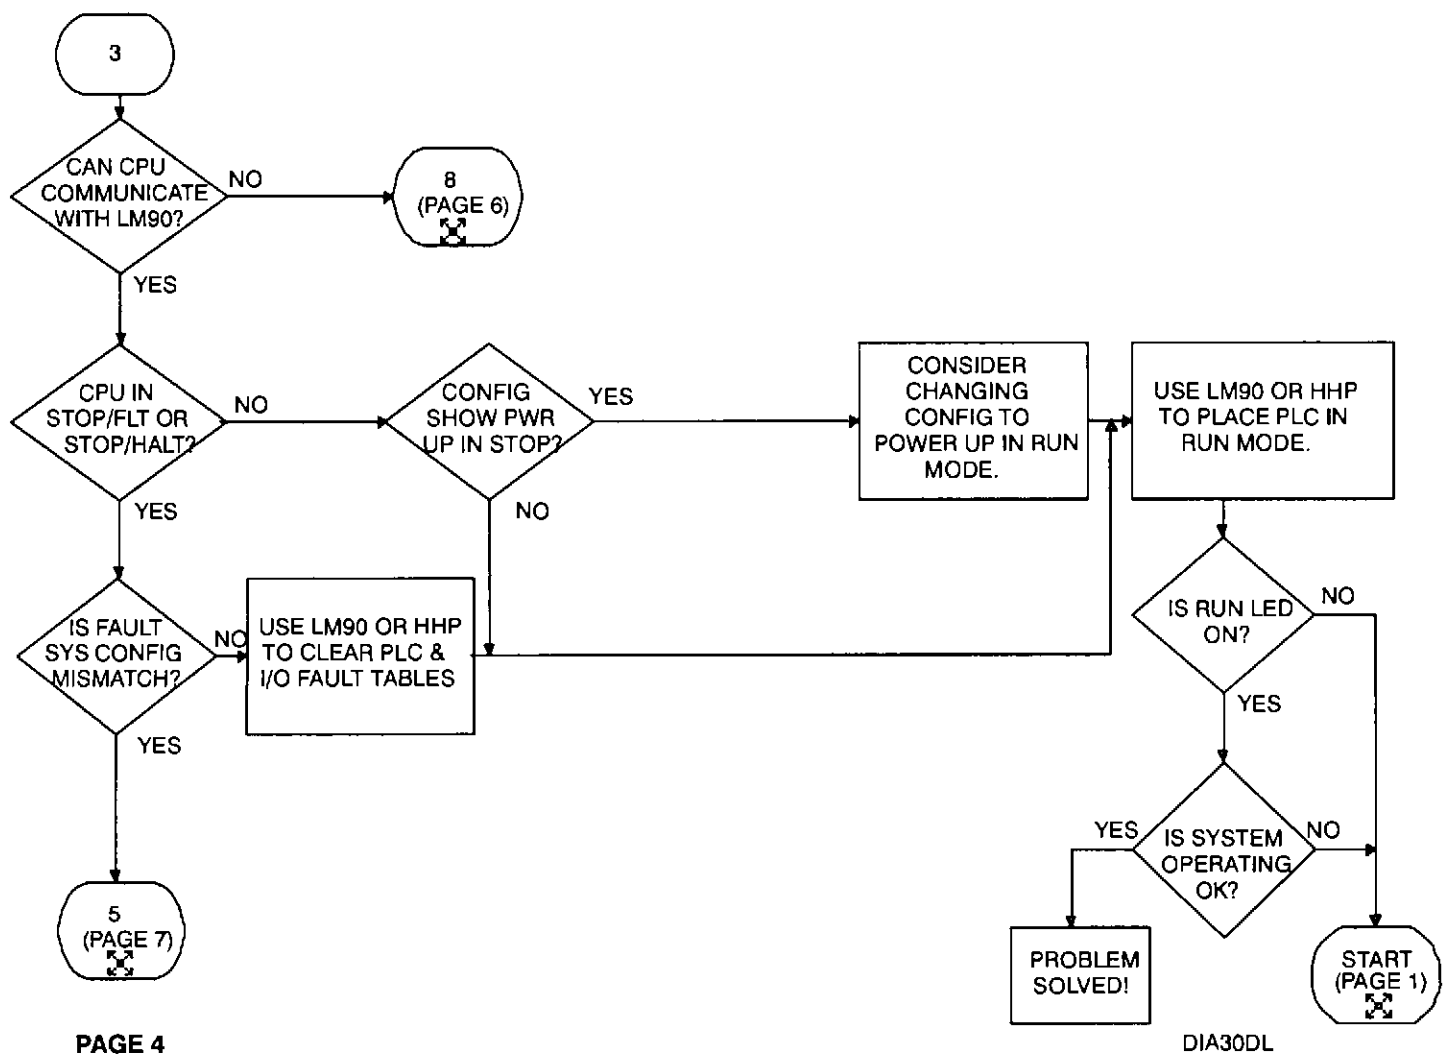 3
CAN CPU
COMMUNICATE
WITH LM90?
NO
8
(PAGE 6)
YES
CPU IN
STOP/FLT OR
STOP/HALT?
NO
CONFIG
SHOW PWR
UP IN STOP?
YES
CONSIDER
CHANGING
CONFIG TO
POWER UP IN RUN
MODE.
USE LM90 OR HHP
TO PLACE PLC IN
RUN MODE.
YES
NO
IS FAULT
SYS CONFIG
MISMATCH?
NO
USE LM90 OR HHP
TO CLEAR PLC &
I/O FAULT TABLES
IS RUN LED
ON?
NO
YES
YES
IS SYSTEM
OPERATING
OK?
YES
NO
5
(PAGE 7)
PROBLEM
SOLVED!
START
(PAGE 1)
PAGE 4
DIA30DL